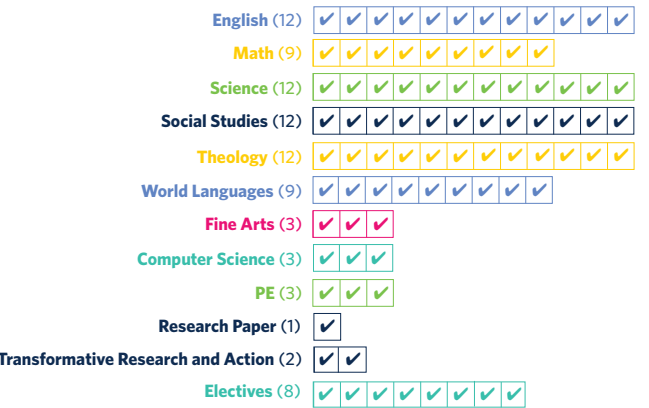 English (12)
Math (9)
Science (12)
Social Studies (12)
Theology (12)
World Languages (9)
Fine Arts (3)
Computer Science (3)
PE (3)
Research Paper (1)
Transformative Research and Action (2)
Electives (8)